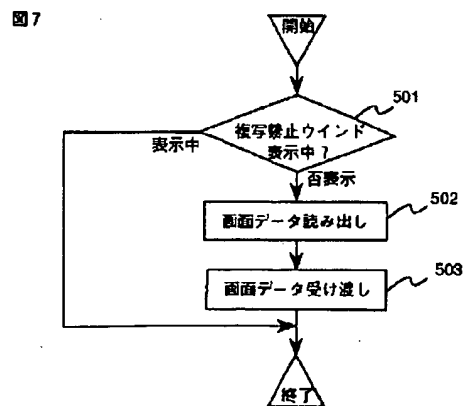 図7
開始
501
複写禁止ウインド
表示中?
表示中
否表示
502
画面データ読み出し
503
画面データ受け渡し
終了